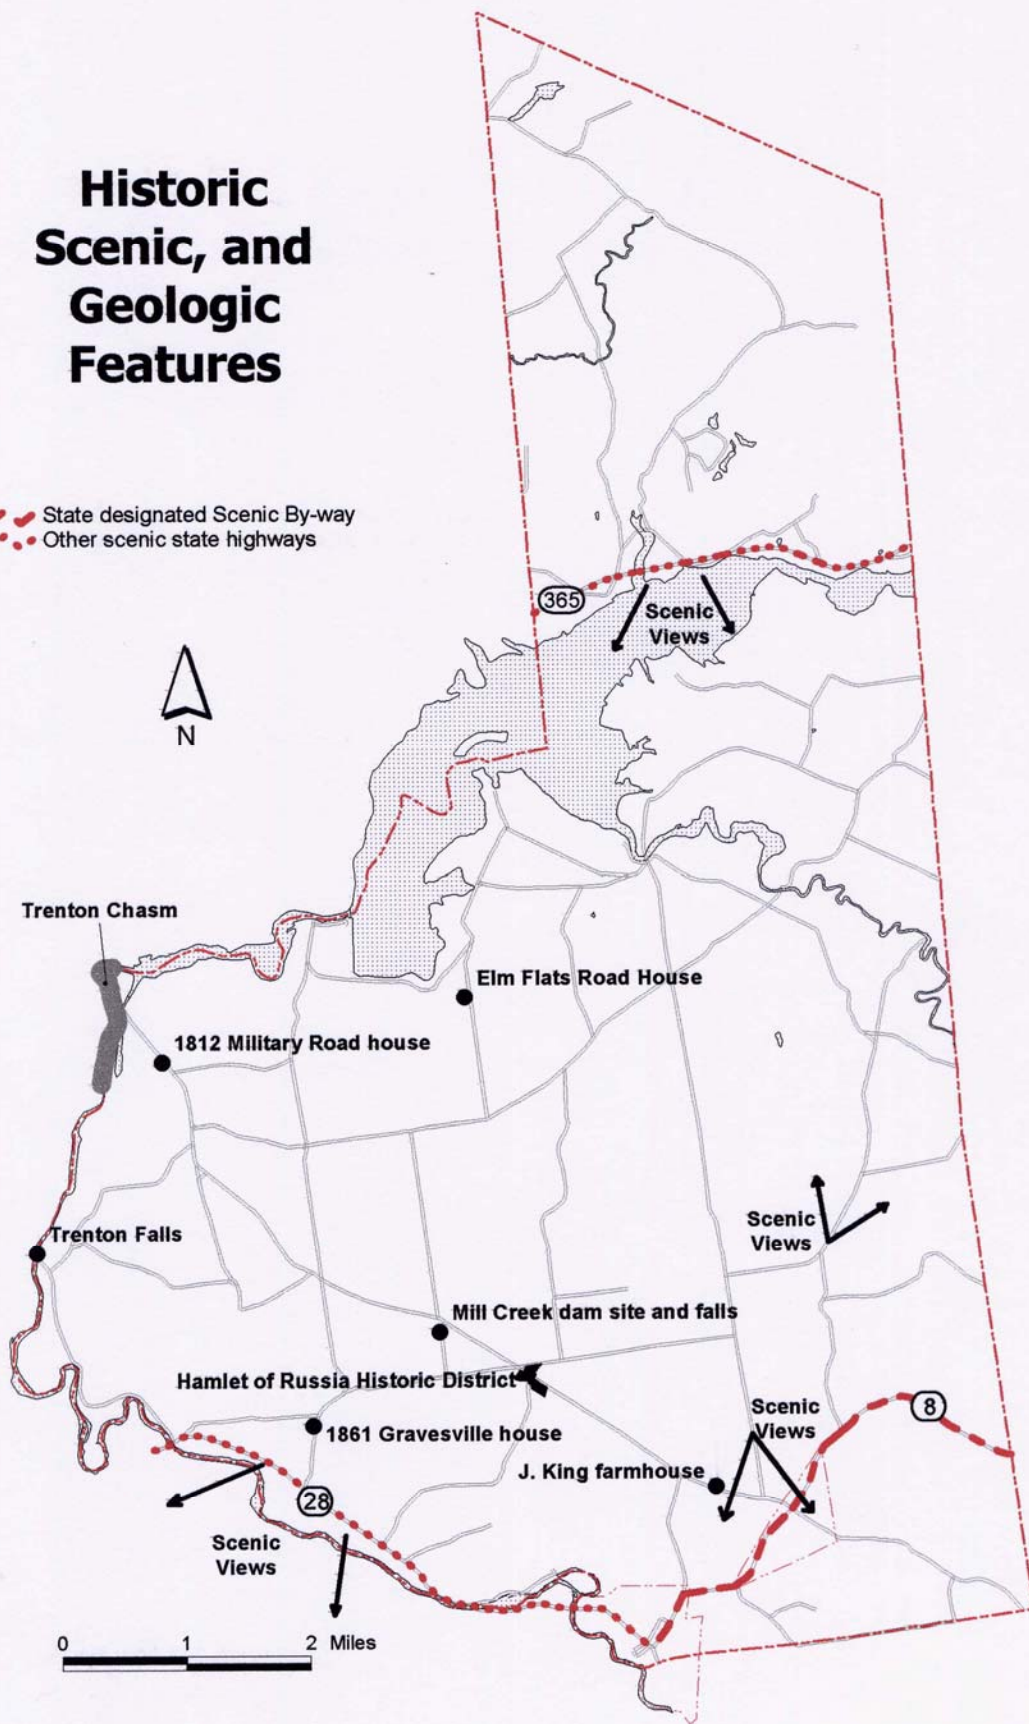 Historic
Scenic, and
Geologic
Features
State designated Scenic By-way
Other scenic state highways
365
Scenic
Views
N
Trenton Chasm
Elm Flats Road House
1812 Military Road house
Scenic
Views
Trenton Falls
Mill Creek dam site and falls
Hamlet of Russia Historic District
Scenic
Views
8
1861 Gravesville house
J. King farmhouse
28
Scenic
Views
0 1 2 Miles